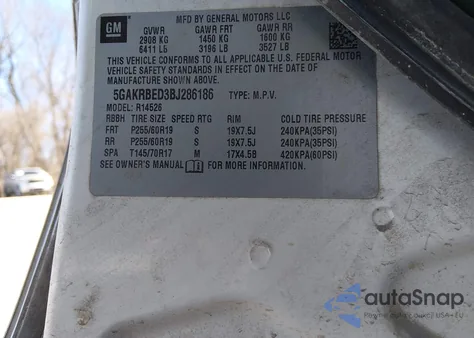 GM
MFD BY GENERAL MOTORS LLC
GVWR GAWR FRT GAWR RR
2908 KG 1450 KG 1600 KG
6411 LB 3196 LB 3527 LB
THIS VEHICLE CONFORMS TO ALL APPLICABLE U.S. FEDERAL MOTOR
VEHICLE SAFETY STANDARDS IN EFFECT ON THE DATE OF
MANUFACTURE SHOWN ABOVE.
5GAKRBED3BJ286186 TYPE: M.P.V.
MODEL: R14526
RBBH TIRE SIZE SPEED RTG RIM COLD TIRE PRESSURE
FRT P255/60R19 S 19X7.5J 240KPA(35PSI)
RR P255/60R19 S 19X7.5J 240KPA(35PSI)
SPA T145/70R17 M 17X4.5B 420KPA(60PSI)
SEE OWNER'S MANUAL FOR MORE INFORMATION.
autoSnap